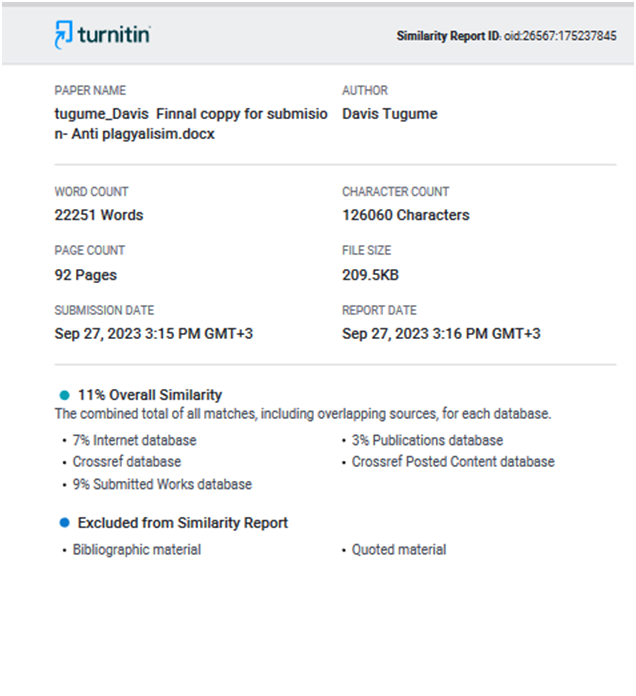 turnitin
Similarity Report ID: oid:26567:175237845
PAPER NAME
tugume_Davis Finnal coppy for submisio
n- Anti plagyalisim.docx
AUTHOR
Davis Tugume
WORD COUNT
22251 Words
CHARACTER COUNT
126060 Characters
PAGE COUNT
92 Pages
FILE SIZE
209.5KB
SUBMISSION DATE
Sep 27, 2023 3:15 PM GMT+3
REPORT DATE
Sep 27, 2023 3:16 PM GMT+3
● 11% Overall Similarity
The combined total of all matches, including overlapping sources, for each database.
• 7% Internet database
• 3% Publications database
• Crossref database
• Crossref Posted Content database
• 9% Submitted Works database
● Excluded from Similarity Report
• Bibliographic material
• Quoted material